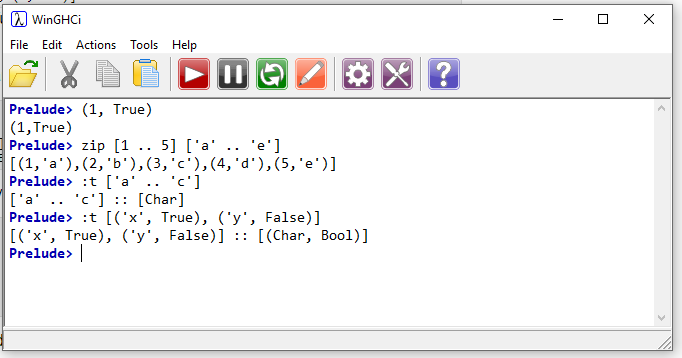 WinGHCi
File Edit Actions Tools Help
Prelude> (1, True)
(1,True)
Prelude> zip [1 .. 5] ['a' .. 'e']
[(1,'a'),(2,'b'),(3,'c'),(4,'d'),(5,'e')]
Prelude> :t ['a' .. 'c']
['a' .. 'c'] :: [Char]
Prelude> :t [('x', True), ('y', False)]
[('x', True), ('y', False)] :: [(Char, Bool)]
Prelude>